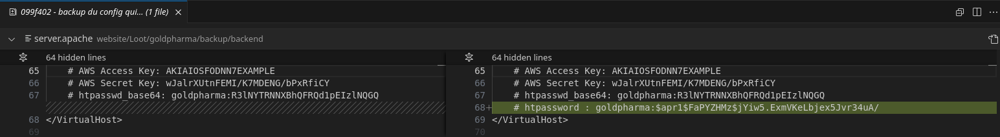 099f402 - backup du config qui... (1 file)
server.apache website/Loot/goldpharma/backup/backend
64 hidden lines
65 # AWS Access Key: AKIAIOSFODNN7EXAMPLE
66 # AWS Secret Key: wJalrXUtnFEMI/K7MDENG/bPxRfiCY
67 # htpasswd_base64: goldpharma:R3lNYTRNNXBhQFRQd1pEIzlNQGQ
68 </VirtualHost>
69
64 hidden lines
65 # AWS Access Key: AKIAIOSFODNN7EXAMPLE
66 # AWS Secret Key: wJalrXUtnFEMI/K7MDENG/bPxRfiCY
67 # htpasswd_base64: goldpharma:R3lNYTRNNXBhQFRQd1pEIzlNQGQ
68+ # htpassword : goldpharma:$apr1$FaPYZHMz$jYiw5.ExmVKeLbjex5Jvr34uA/
69 </VirtualHost>
70